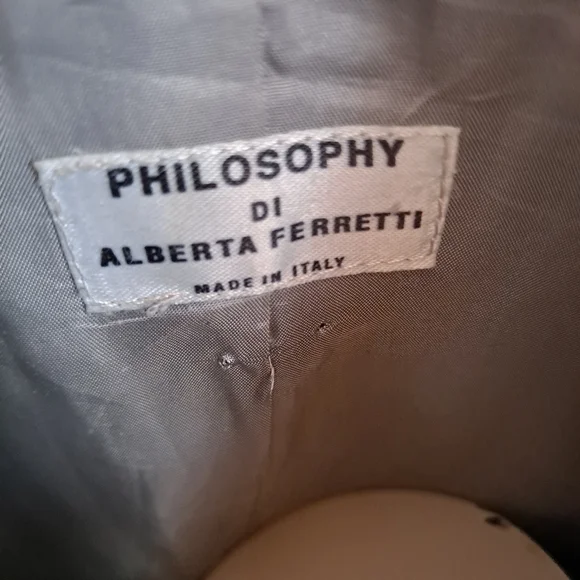 PHILOSOPHY
DI
ALBERTA FERRETTI
MADE IN ITALY